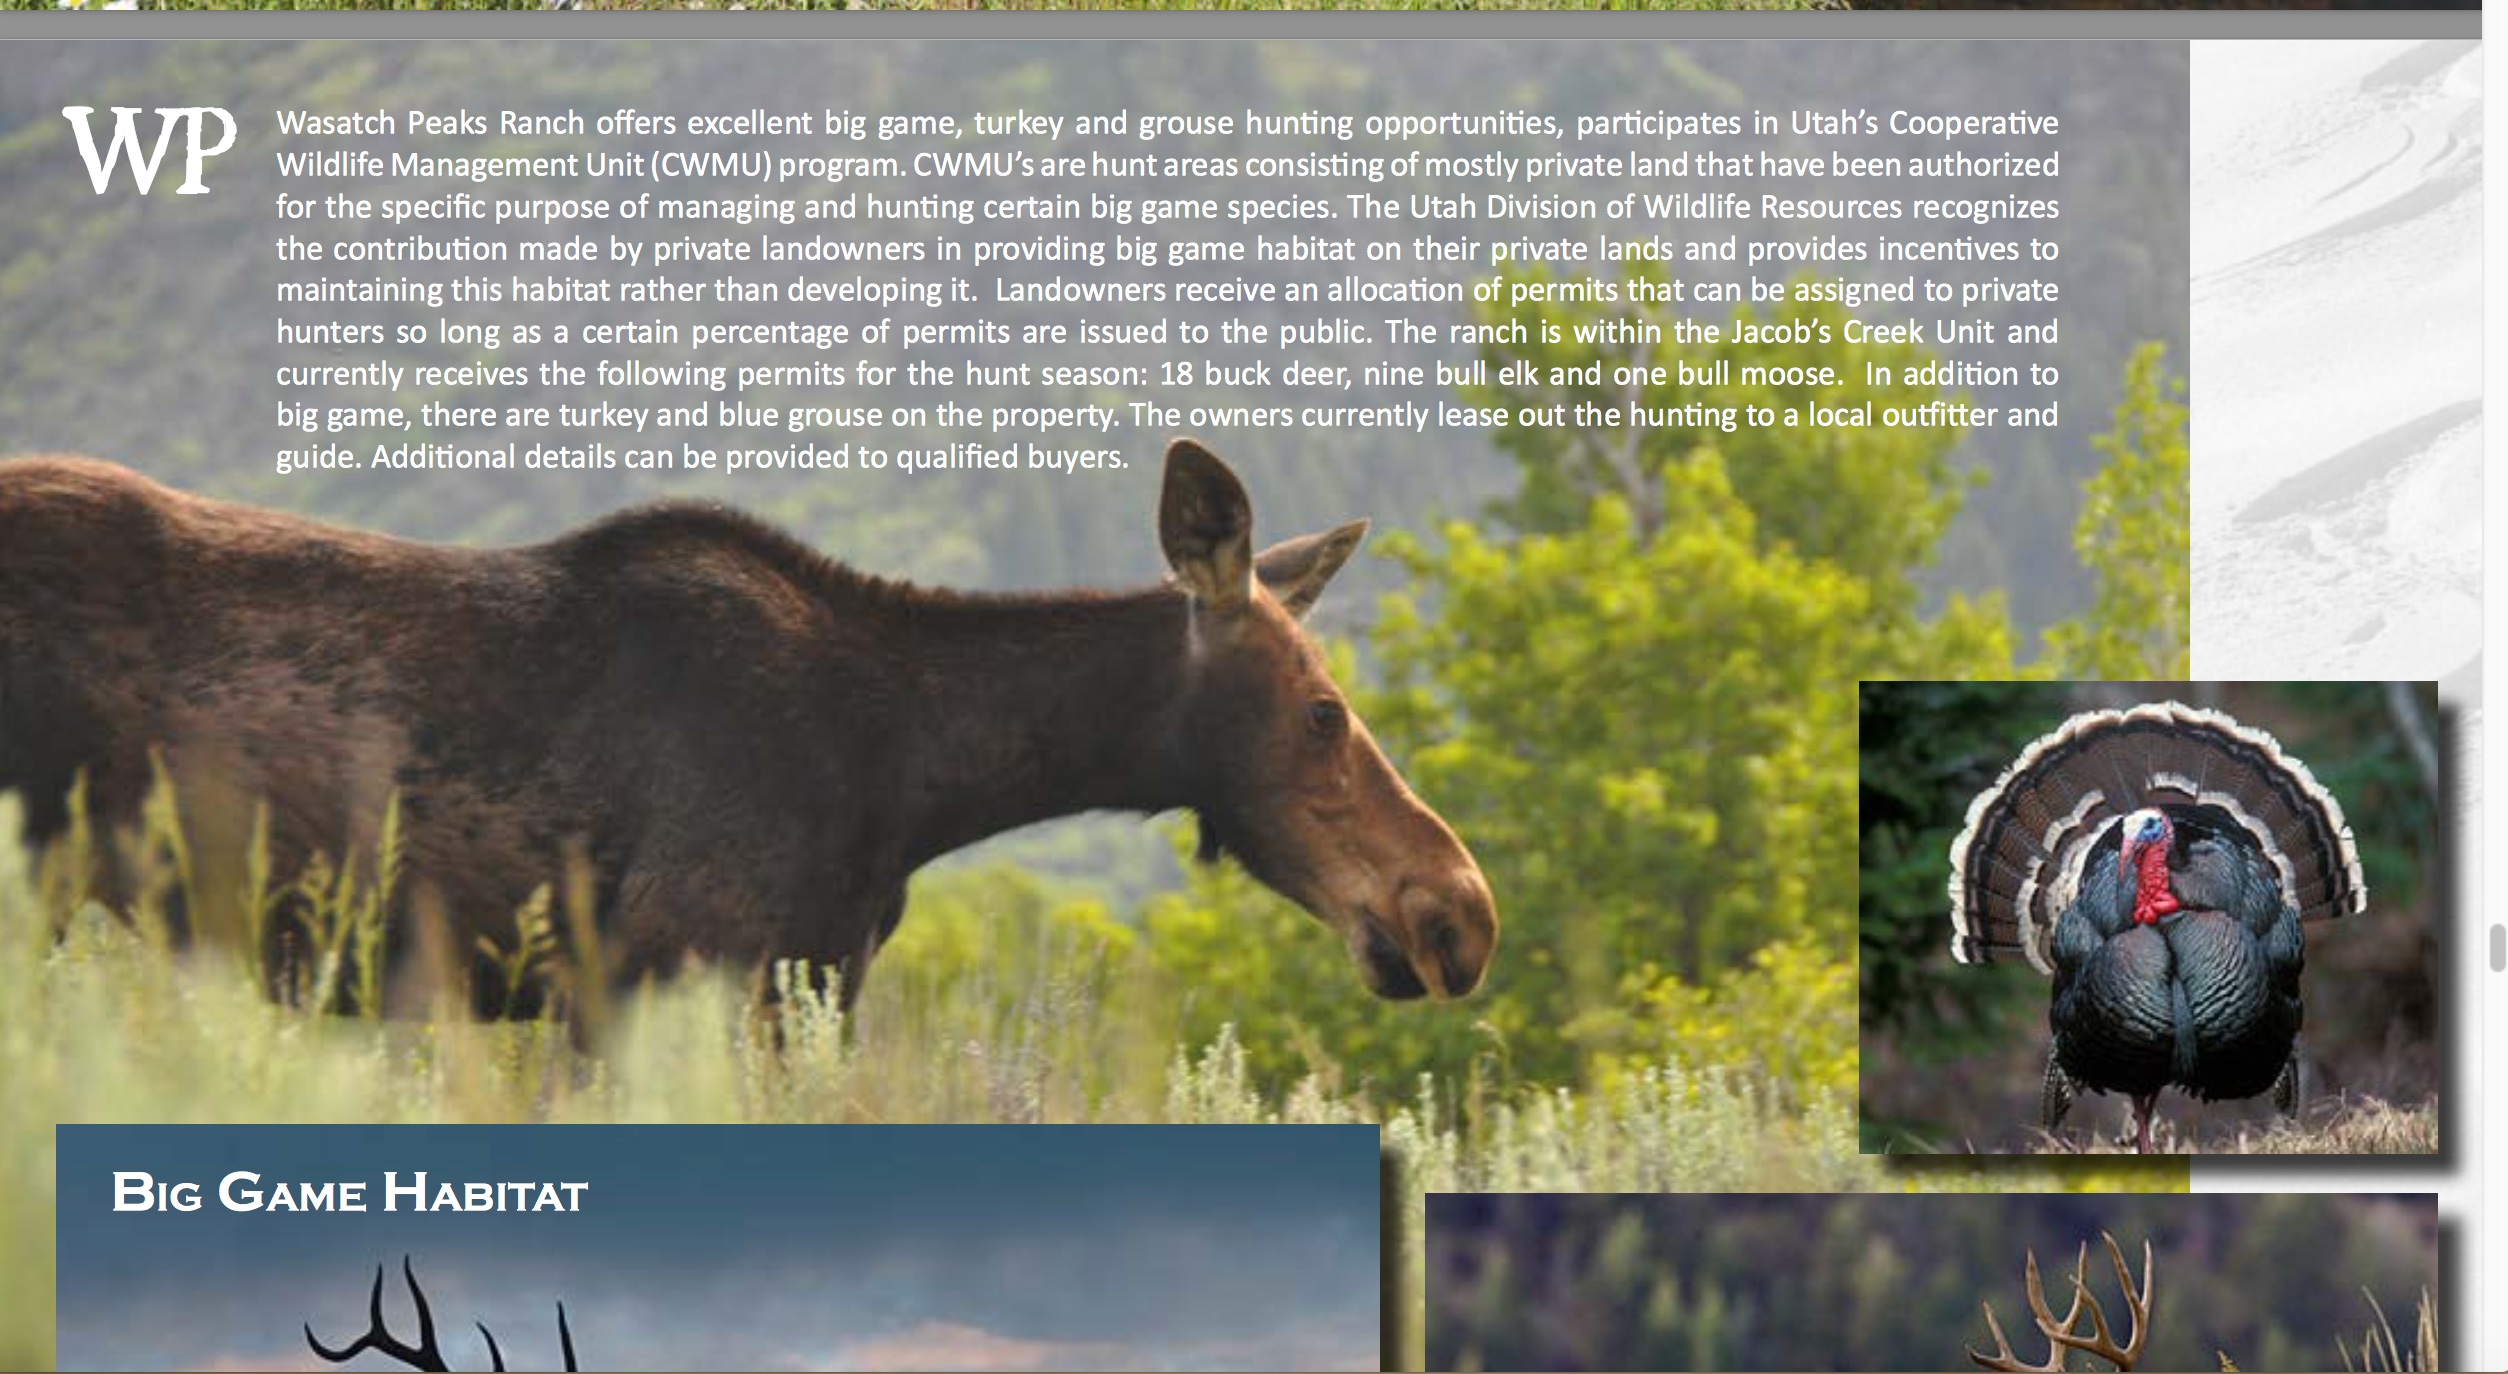 WP
Wasatch Peaks Ranch offers excellent big game, turkey and grouse hunting opportunities, participates in Utah’s Cooperative
Wildlife Management Unit (CWMU) program. CWMU’s are hunt areas consisting of mostly private land that have been authorized
for the specific purpose of managing and hunting certain big game species. The Utah Division of Wildlife Resources recognizes
the contribution made by private landowners in providing big game habitat on their private lands and provides incentives to
maintaining this habitat rather than developing it.  Landowners receive an allocation of permits that can be assigned to private
hunters so long as a certain percentage of permits are issued to the public. The ranch is within the Jacob’s Creek Unit and
currently receives the following permits for the hunt season: 18 buck deer, nine bull elk and one bull moose.  In addition to
big game, there are turkey and blue grouse on the property. The owners currently lease out the hunting to a local outfitter and
guide. Additional details can be provided to qualified buyers.
Big Game Habitat